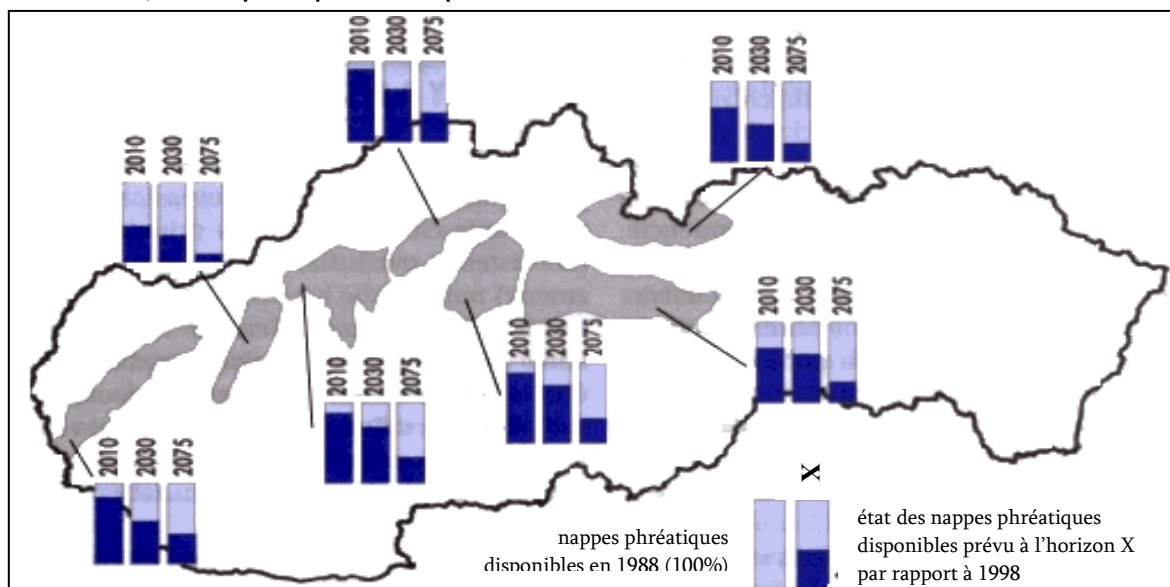 2010 2030 2075
2010 2030 2075
2010 2030 2075
2010 2030 2075
2010 2030 2075
2010 2030 2075
2010 2030 2075
X
nappes phréatiques
disponibles en 1988 (100%)
état des nappes phréatiques
disponibles prévu à l'horizon X
par rapport à 1998